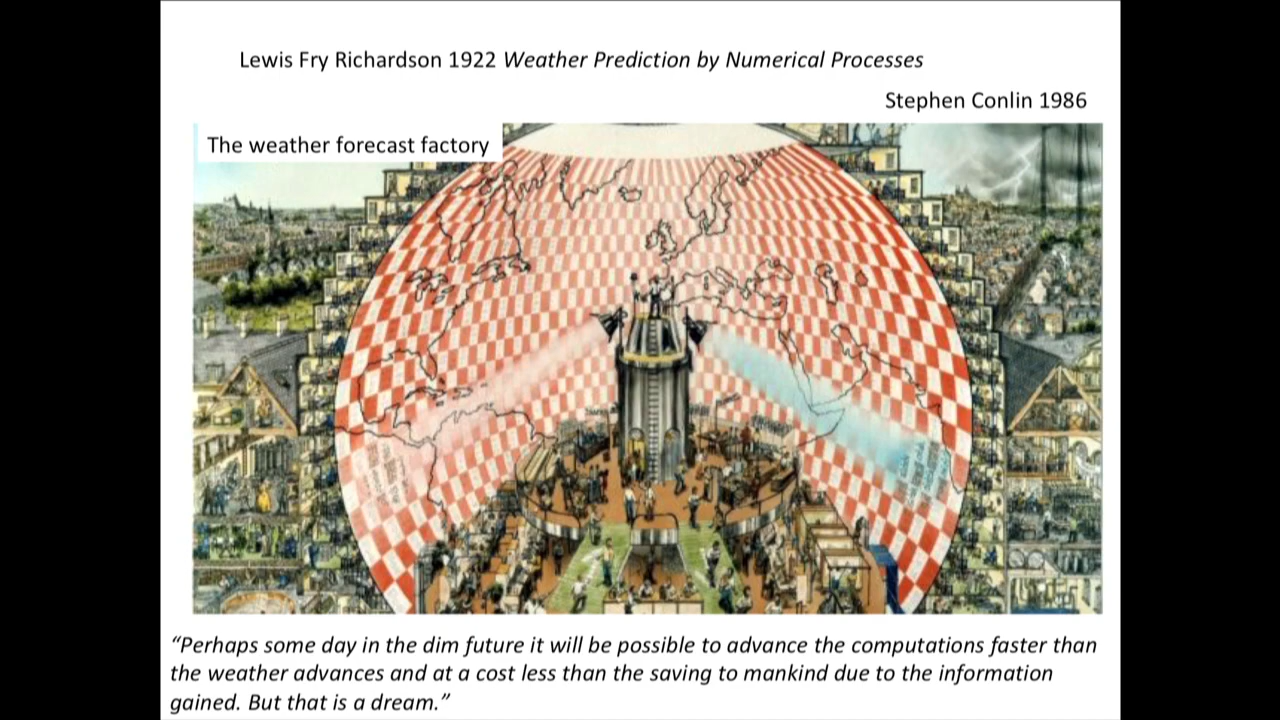 Lewis Fry Richardson 1922 Weather Prediction by Numerical Processes
Stephen Conlin 1986
The weather forecast factory
“Perhaps some day in the dim future it will be possible to advance the computations faster than
the weather advances and at a cost less than the saving to mankind due to the information
gained. But that is a dream.”